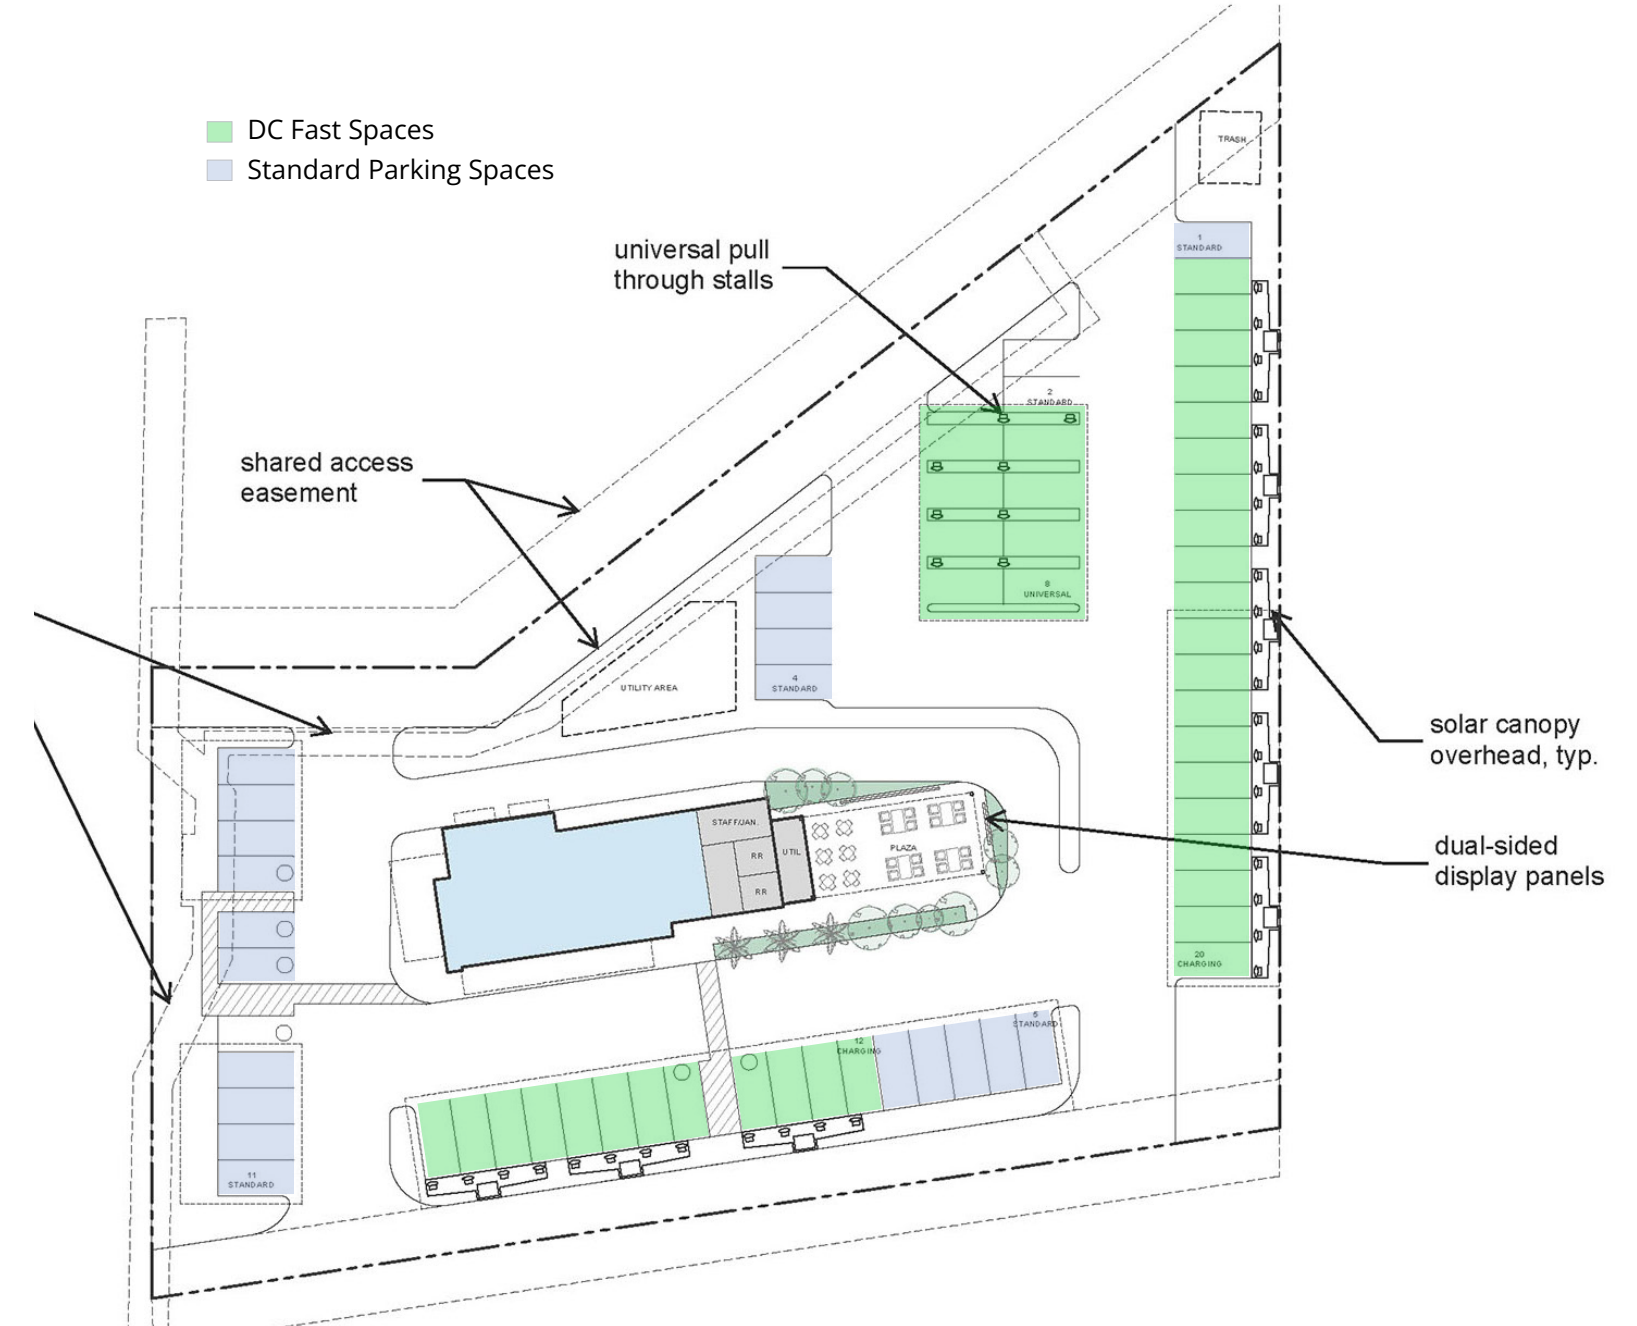 DC Fast Spaces
Standard Parking Spaces
TRASH
1
STANDARD
universal pull
through stalls
2
STANDARD
shared access
easement
8
UNIVERSAL
UTILITY AREA
4
STANDARD
solar canopy
overhead, typ.
STAFF/JAN.
RR
UTIL
PLAZA
RR
dual-sided
display panels
20
CHARGING
5
STANDARD
12
CHARGING
11
STANDARD